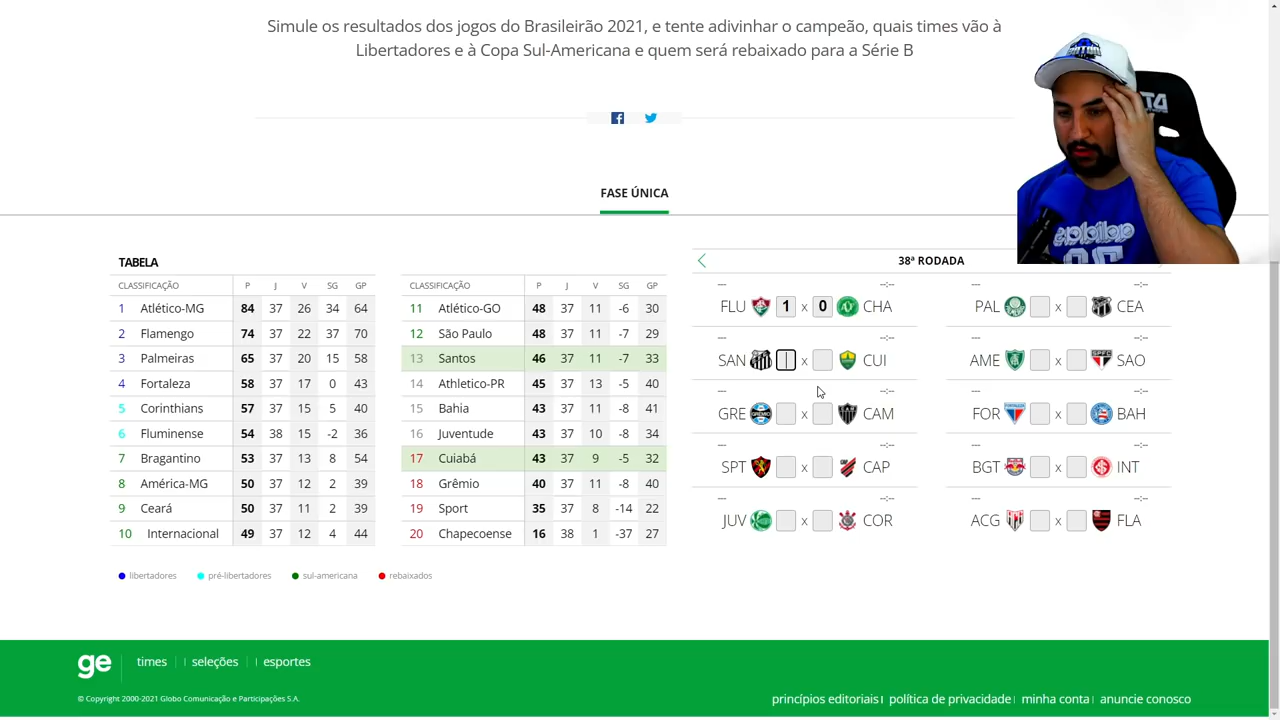 Simule os resultados dos jogos do Brasileirão 2021, e tente adivinhar o campeão, quais times vão à
Libertadores e à Copa Sul-Americana e quem será rebaixado para a Série B
FASE ÚNICA
TABELA
CLASSIFICAÇÃO P J V SG GP
1 Atlético-MG 84 37 26 34 64
2 Flamengo 74 37 22 37 70
3 Palmeiras 65 37 20 15 58
4 Fortaleza 58 37 17 0 43
5 Corinthians 57 37 15 5 40
6 Fluminense 54 38 15 -2 36
7 Bragantino 53 37 13 8 54
8 América-MG 50 37 12 2 39
9 Ceará 50 37 11 2 39
10 Internacional 49 37 12 4 44
CLASSIFICAÇÃO P J V SG GP
11 Atlético-GO 48 37 11 -6 30
12 São Paulo 48 37 11 -7 29
13 Santos 46 37 11 -7 33
14 Athletico-PR 45 37 13 -5 40
15 Bahia 43 37 11 -8 41
16 Juventude 43 37 10 -8 34
17 Cuiabá 43 37 9 -5 32
18 Grêmio 40 37 11 -8 40
19 Sport 35 37 8 -14 22
20 Chapecoense 16 38 1 -37 27
libertadores pré-libertadores sul-americana rebaixados
38ª RODADA
--- --:--
FLU 1 x 0 CHA
--- --:--
SAN x CUI
--- --:--
GRE x CAM
--- --:--
SPT x CAP
--- --:--
JUV x COR
--- --:--
PAL x CEA
--- --:--
AME x SAO
--- --:--
FOR x BAH
--- --:--
BGT x INT
--- --:--
ACG x FLA
ge times seleções esportes
© Copyright 2000-2021 Globo Comunicação e Participações S.A.
princípios editoriais política de privacidade minha conta anuncie conosco